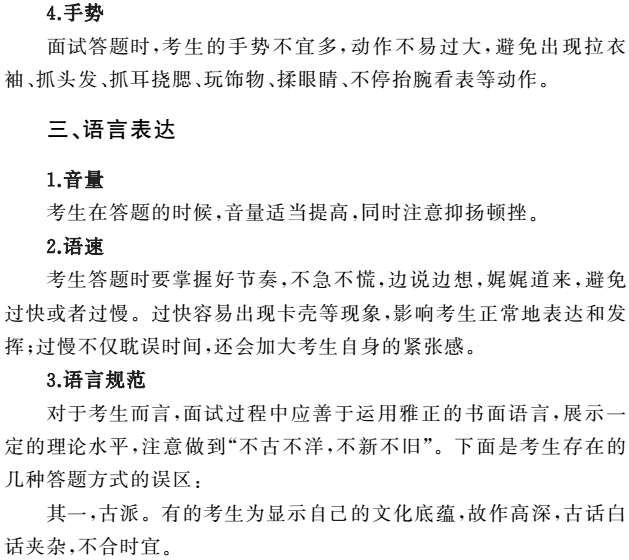 4.手势
面试答题时,考生的手势不宜多,动作不易过大,避免出现拉衣
袖、抓头发、抓耳挠腮、玩饰物、揉眼睛、不停抬腕看表等动作。
三、语言表达
1.音量
考生在答题的时候,音量适当提高,同时注意抑扬顿挫。
2.语速
考生答题时要掌握好节奏,不急不慌,边说边想,娓娓道来,避免
过快或者过慢。过快容易出现卡壳等现象,影响考生正常地表达和发
挥;过慢不仅耽误时间,还会加大考生自身的紧张感。
3.语言规范
对于考生而言,面试过程中应善于运用雅正的书面语言,展示一
定的理论水平,注意做到“不古不洋,不新不旧”。下面是考生存在的
几种答题方式的误区:
其一,古派。有的考生为显示自己的文化底蕴,故作高深,古话白
话夹杂,不合时宜。